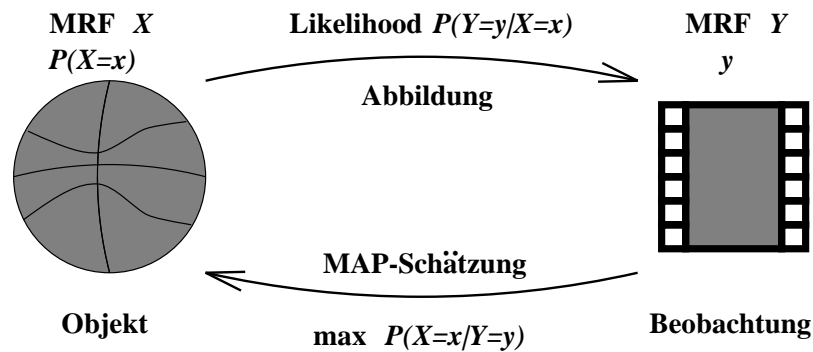 MRF X
P(X=x)
Likelihood P(Y=y/X=x)
Abbildung
MRF Y
y
MAP-Schätzung
max P(X=x/Y=y)
Objekt
Beobachtung